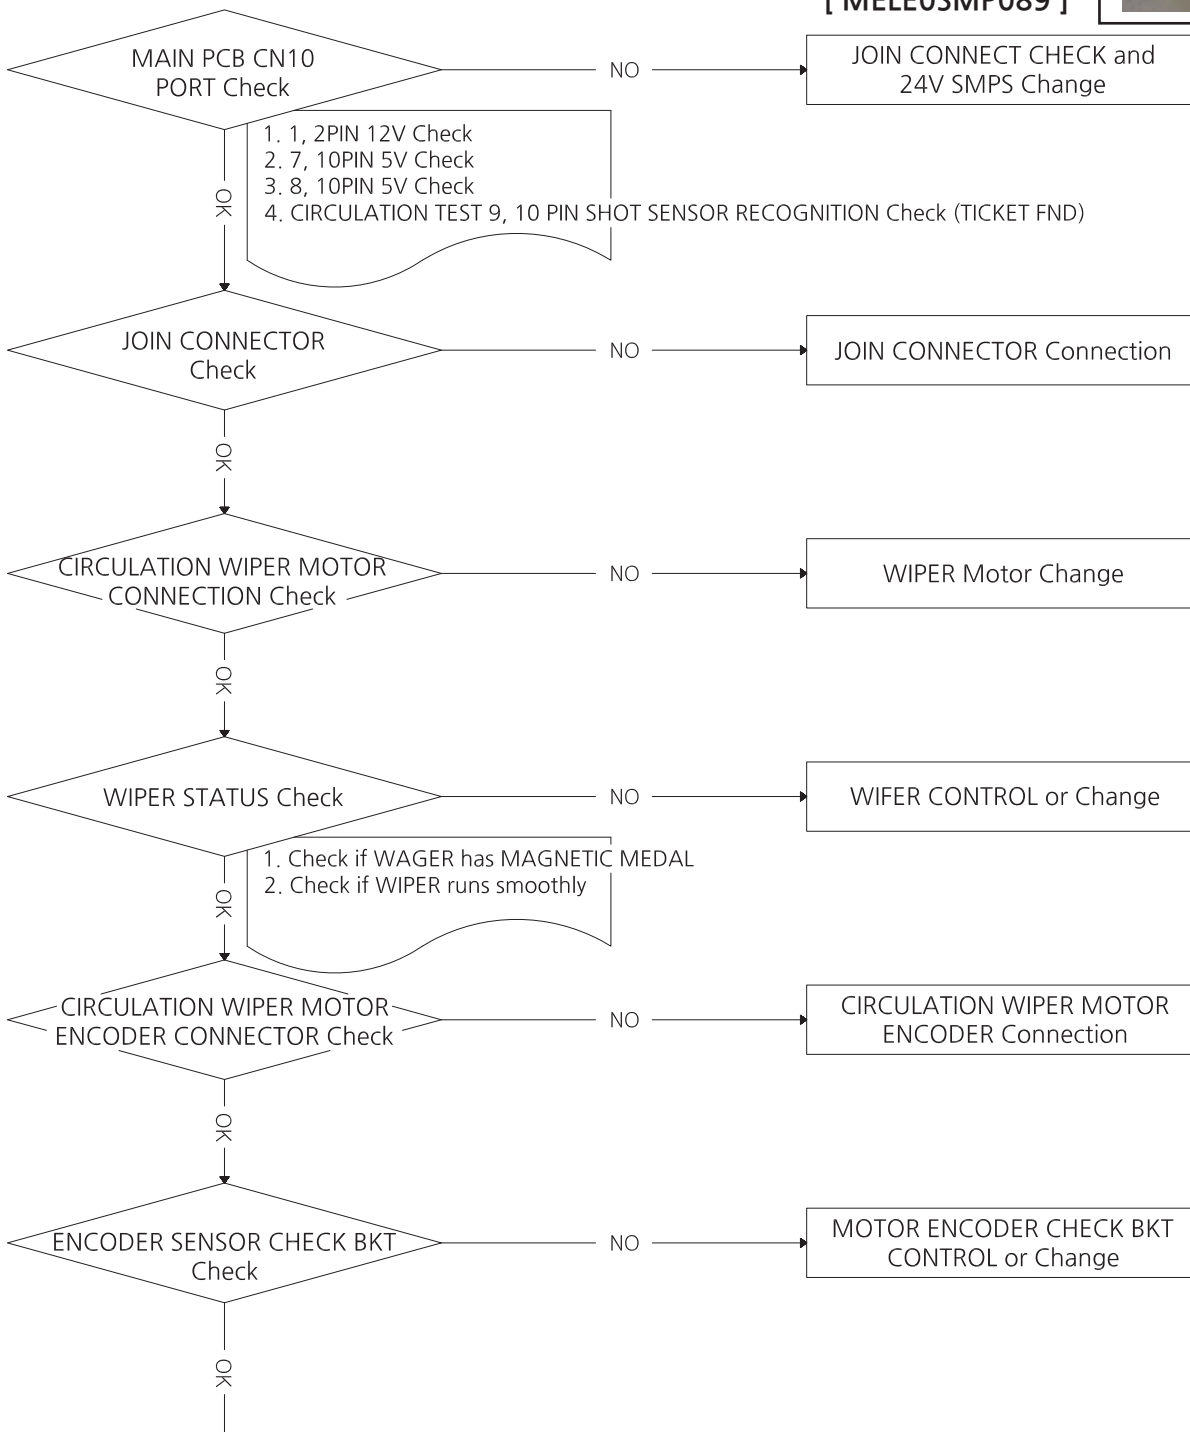 [ MELE0SMP089 ]
MAIN PCB CN10
PORT Check
NO
JOIN CONNECT CHECK and
24V SMPS Change
1. 1, 2PIN 12V Check
2. 7, 10PIN 5V Check
3. 8, 10PIN 5V Check
4. CIRCULATION TEST 9, 10 PIN SHOT SENSOR RECOGNITION Check (TICKET FND)
OK
JOIN CONNECTOR
Check
NO
JOIN CONNECTOR Connection
OK
CIRCULATION WIPER MOTOR
CONNECTION Check
NO
WIPER Motor Change
OK
WIPER STATUS Check
NO
WIFER CONTROL or Change
1. Check if WAGER has MAGNETIC MEDAL
2. Check if WIPER runs smoothly
OK
CIRCULATION WIPER MOTOR
ENCODER CONNECTOR Check
NO
CIRCULATION WIPER MOTOR
ENCODER Connection
OK
ENCODER SENSOR CHECK BKT
Check
NO
MOTOR ENCODER CHECK BKT
CONTROL or Change
OK